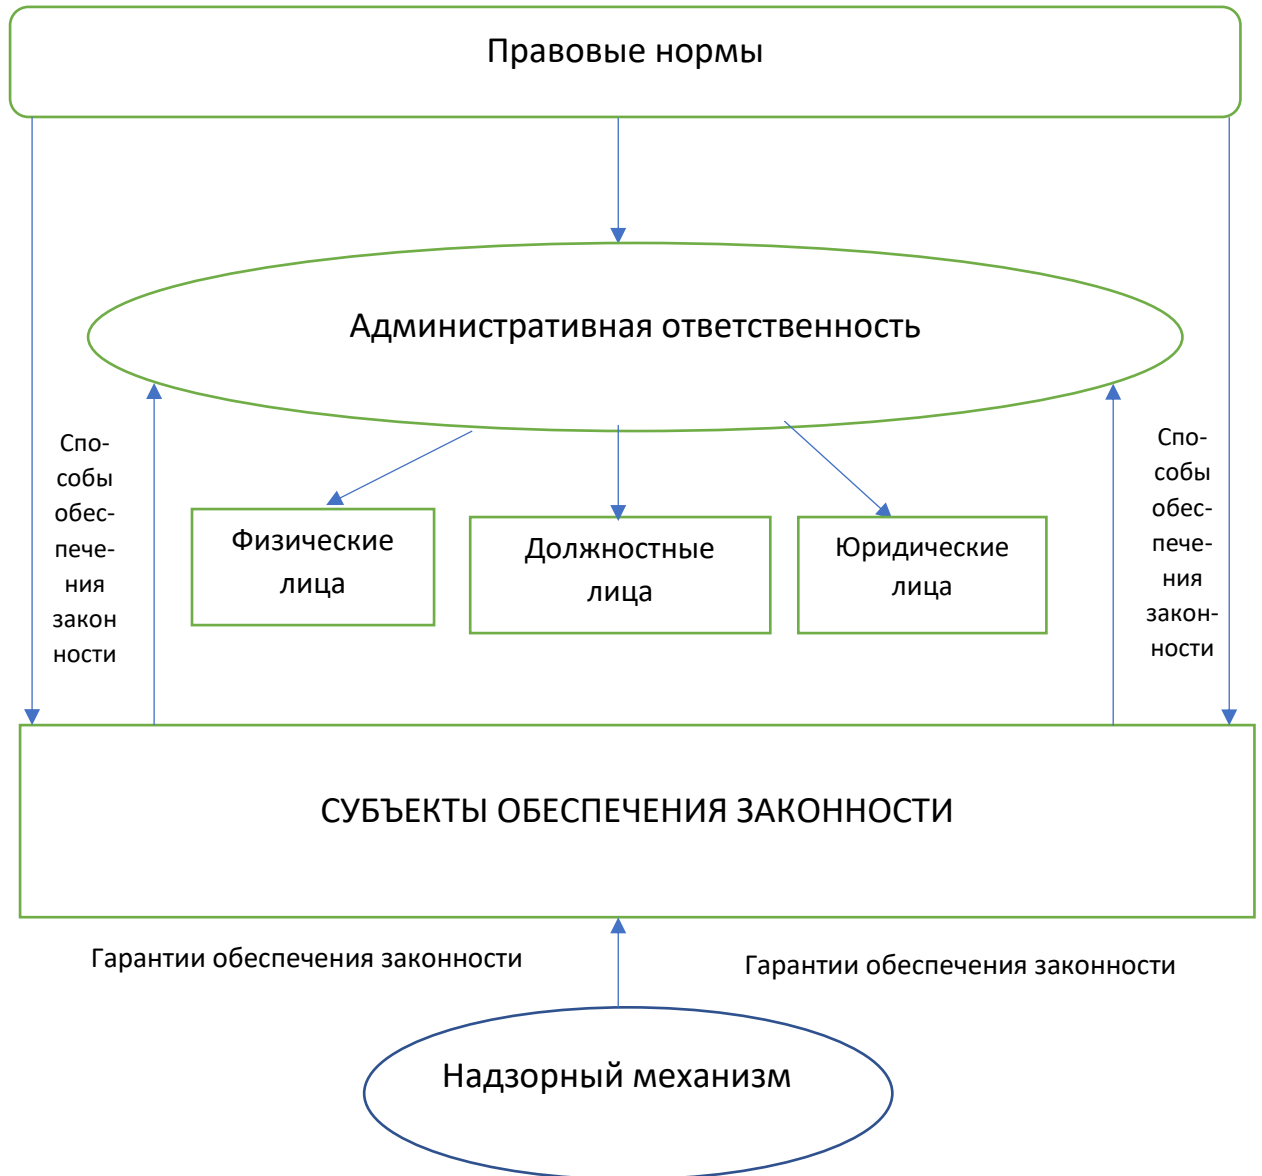 Правовые нормы
Административная ответственность
Спо-
собы
обес-
пече-
ния
закон
ности
Физические
лица
Должностные
лица
Юридические
лица
Спо-
собы
обес-
пече-
ния
закон-
ности
СУБЪЕКТЫ ОБЕСПЕЧЕНИЯ ЗАКОННОСТИ
Гарантии обеспечения законности
Гарантии обеспечения законности
Надзорный механизм